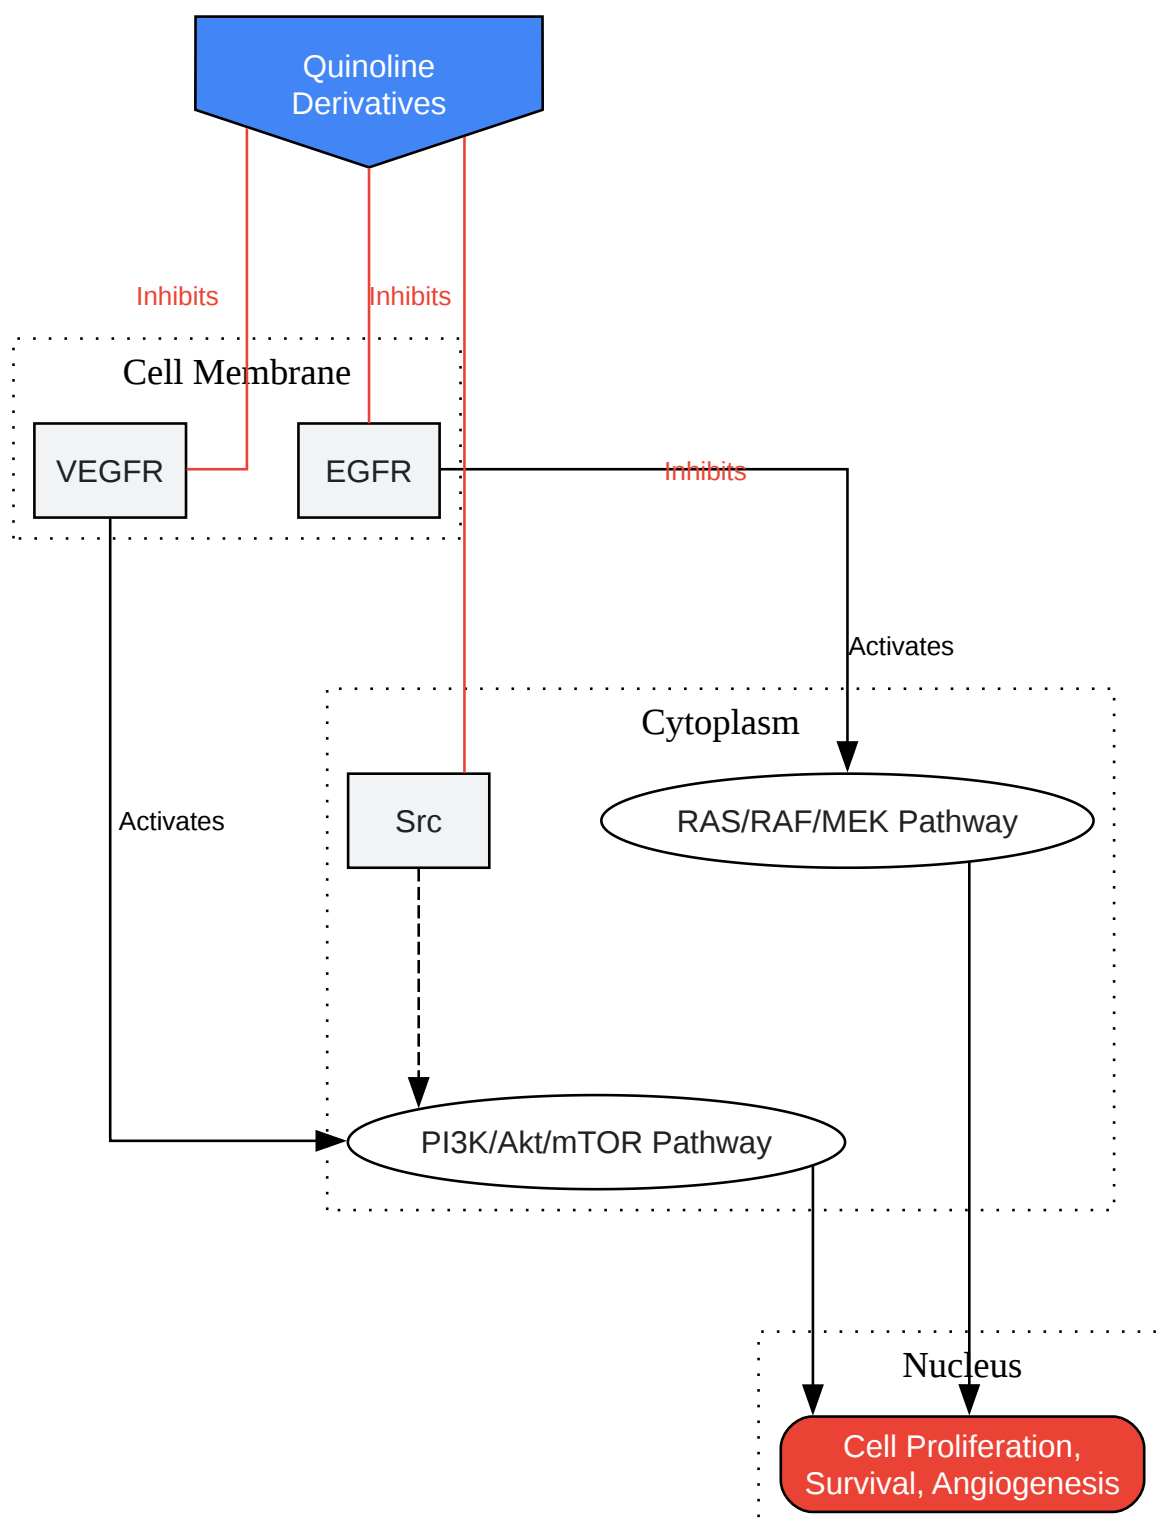 Quinoline
Derivatives
Inhibits
Inhibits
Cell Membrane
VEGFR
EGFR
Inhibits
Activates
Cytoplasm
Activates
Src
RAS/RAF/MEK Pathway
PI3K/Akt/mTOR Pathway
Nucleus
Cell Proliferation,
Survival, Angiogenesis